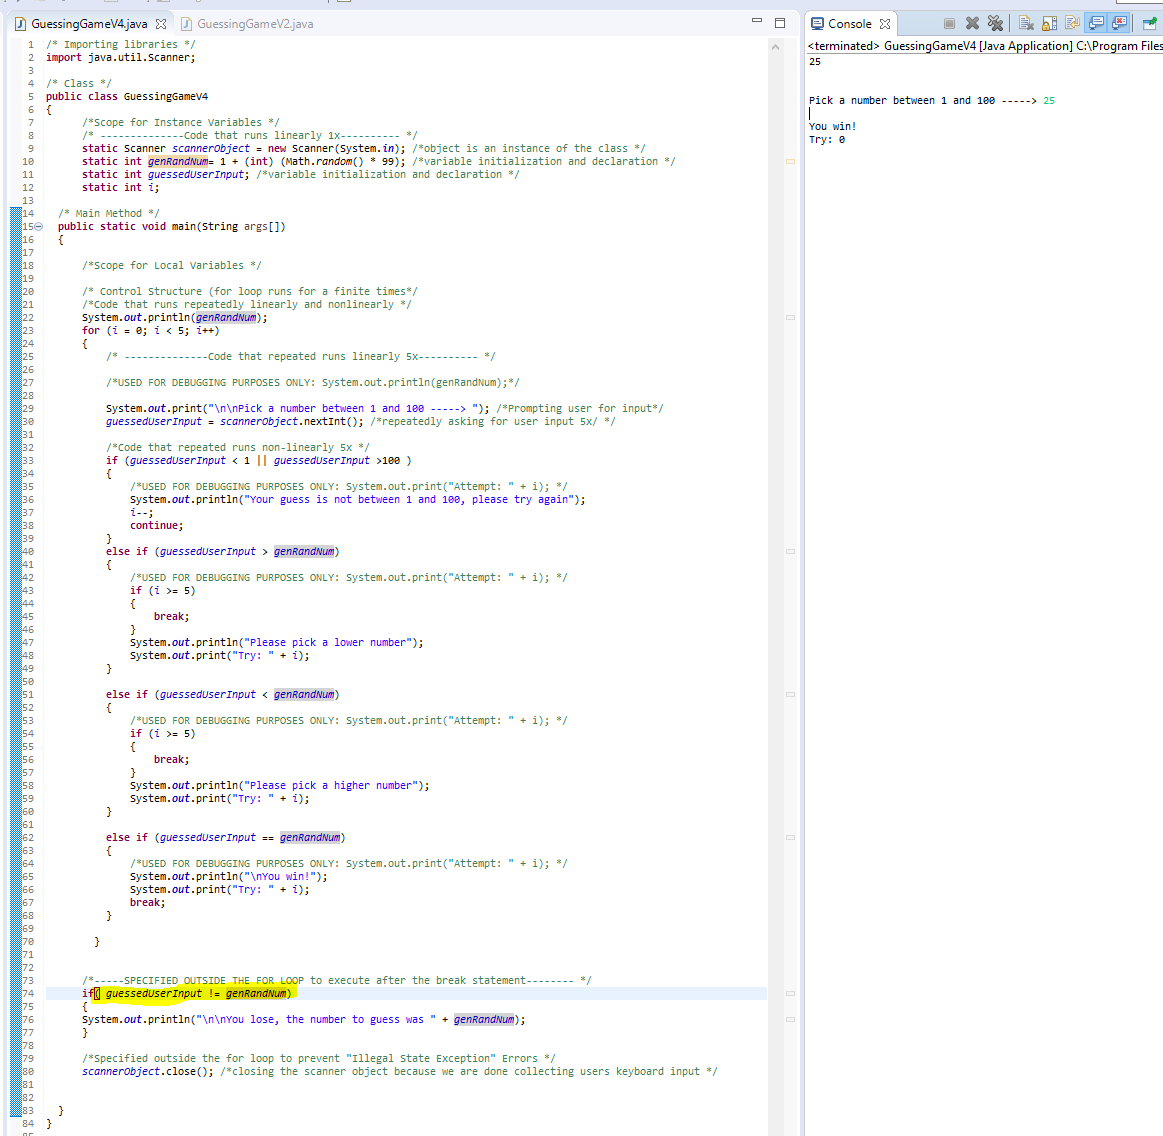 GuessingGameV4.java GuessingGameV2.java
1 /* Importing libraries */
2 import java.util.Scanner;
3
4 /* Class */
5 public class GuessingGameV4
6 {
7 /*Scope for Instance Variables */
8 /* --------------Code that runs linearly 1x---------- */
9 static Scanner scannerObject = new Scanner(System.in); /*object is an instance of the class */
10 static int genRandNum= 1 + (int) (Math.random() * 99); /*variable initialization and declaration */
11 static int guessedUserInput; /*variable initialization and declaration */
12 static int i;
13
14 /* Main Method */
15 public static void main(String args[])
16 {
17
18 /*Scope for Local Variables */
19
20 /* Control Structure (for loop runs for a finite times*/
21 /*Code that runs repeatedly linearly and nonlinearly */
22 System.out.println(genRandNum);
23 for (i = 0; i < 5; i++)
24 {
25 /* --------------Code that repeated runs linearly 5x---------- */
26
27 /*USED FOR DEBUGGING PURPOSES ONLY: System.out.println(genRandNum);*/
28
29 System.out.print("\n\nPick a number between 1 and 100 -----> "); /*Prompting user for input*/
30 guessedUserInput = scannerObject.nextInt(); /*repeatedly asking for user input 5x/ */
31
32 /*Code that repeated runs non-linearly 5x */
33 if (guessedUserInput < 1 || guessedUserInput >100 )
34 {
35 /*USED FOR DEBUGGING PURPOSES ONLY: System.out.print("Attempt: " + i); */
36 System.out.println("Your guess is not between 1 and 100, please try again");
37 i--;
38 continue;
39 }
40 else if (guessedUserInput > genRandNum)
41 {
42 /*USED FOR DEBUGGING PURPOSES ONLY: System.out.print("Attempt: " + i); */
43 if (i >= 5)
44 {
45 break;
46 }
47 System.out.println("Please pick a lower number");
48 System.out.print("Try: " + i);
49 }
50
51 else if (guessedUserInput < genRandNum)
52 {
53 /*USED FOR DEBUGGING PURPOSES ONLY: System.out.print("Attempt: " + i); */
54 if (i >= 5)
55 {
56 break;
57 }
58 System.out.println("Please pick a higher number");
59 System.out.print("Try: " + i);
60 }
61
62 else if (guessedUserInput == genRandNum)
63 {
64 /*USED FOR DEBUGGING PURPOSES ONLY: System.out.print("Attempt: " + i); */
65 System.out.println("\nYou win!");
66 System.out.print("Try: " + i);
67 break;
68 }
69
70 }
71
72
73 /*-----SPECIFIED OUTSIDE THE FOR LOOP to execute after the break statement-------- */
74 if( guessedUserInput != genRandNum)
75 {
76 System.out.println("\n\nYou lose, the number to guess was " + genRandNum);
77 }
78
79 /*Specified outside the for loop to prevent "Illegal State Exception" Errors */
80 scannerObject.close(); /*closing the scanner object because we are done collecting users keyboard input */
81
82
83 }
84 }
Console
<terminated> GuessingGameV4 [Java Application] C:\Program Files
25
Pick a number between 1 and 100 -----> 25
You win!
Try: 0